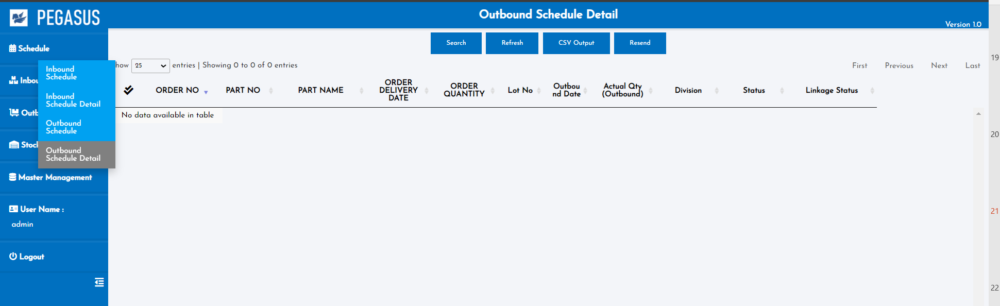 PEGASUS
Outbound Schedule Detail
Version 1.0
Search
Refresh
CSV Output
Resend
Schedule
Inbound
Schedule
Inbound
Schedule Detail
Outbound
Schedule
Outbound
Schedule Detail
Inbou
Outb
Stock
Master Management
User Name :
admin
Logout
how 25 entries | Showing 0 to 0 of 0 entries
First Previous Next Last
ORDER NO
PART NO
PART NAME
ORDER
DELIVERY
DATE
ORDER
QUANTITY
Lot No
Outbou
nd Date
Actual Qty
(Outbound)
Division
Status
Linkage Status
No data available in table
19
20
21
22